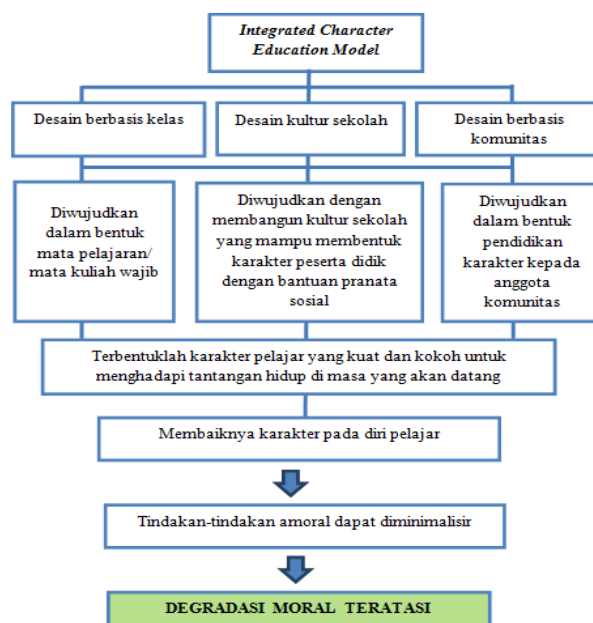 Integrated Character
Education Model
Desain berbasis kelas
Desain kultur sekolah
Desain berbasis
komunitas
Diwujudkan
dalam bentuk
mata pelajaran/
mata kuliah wajib
Diwujudkan dengan
membangun kultur sekolah
yang mampu membentuk
karakter peserta didik
dengan bantuan pranata
sosial
Diwujudkan
dalam bentuk
pendidikan
karakter kepada
anggota
komunitas
Terbentuklah karakter pelajar yang kuat dan kokoh untuk
menghadapi tantangan hidup di masa yang akan datang
Membaiknya karakter pada diri pelajar
Tindakan-tindakan amoral dapat diminimalisir
DEGRADASI MORAL TERATASI